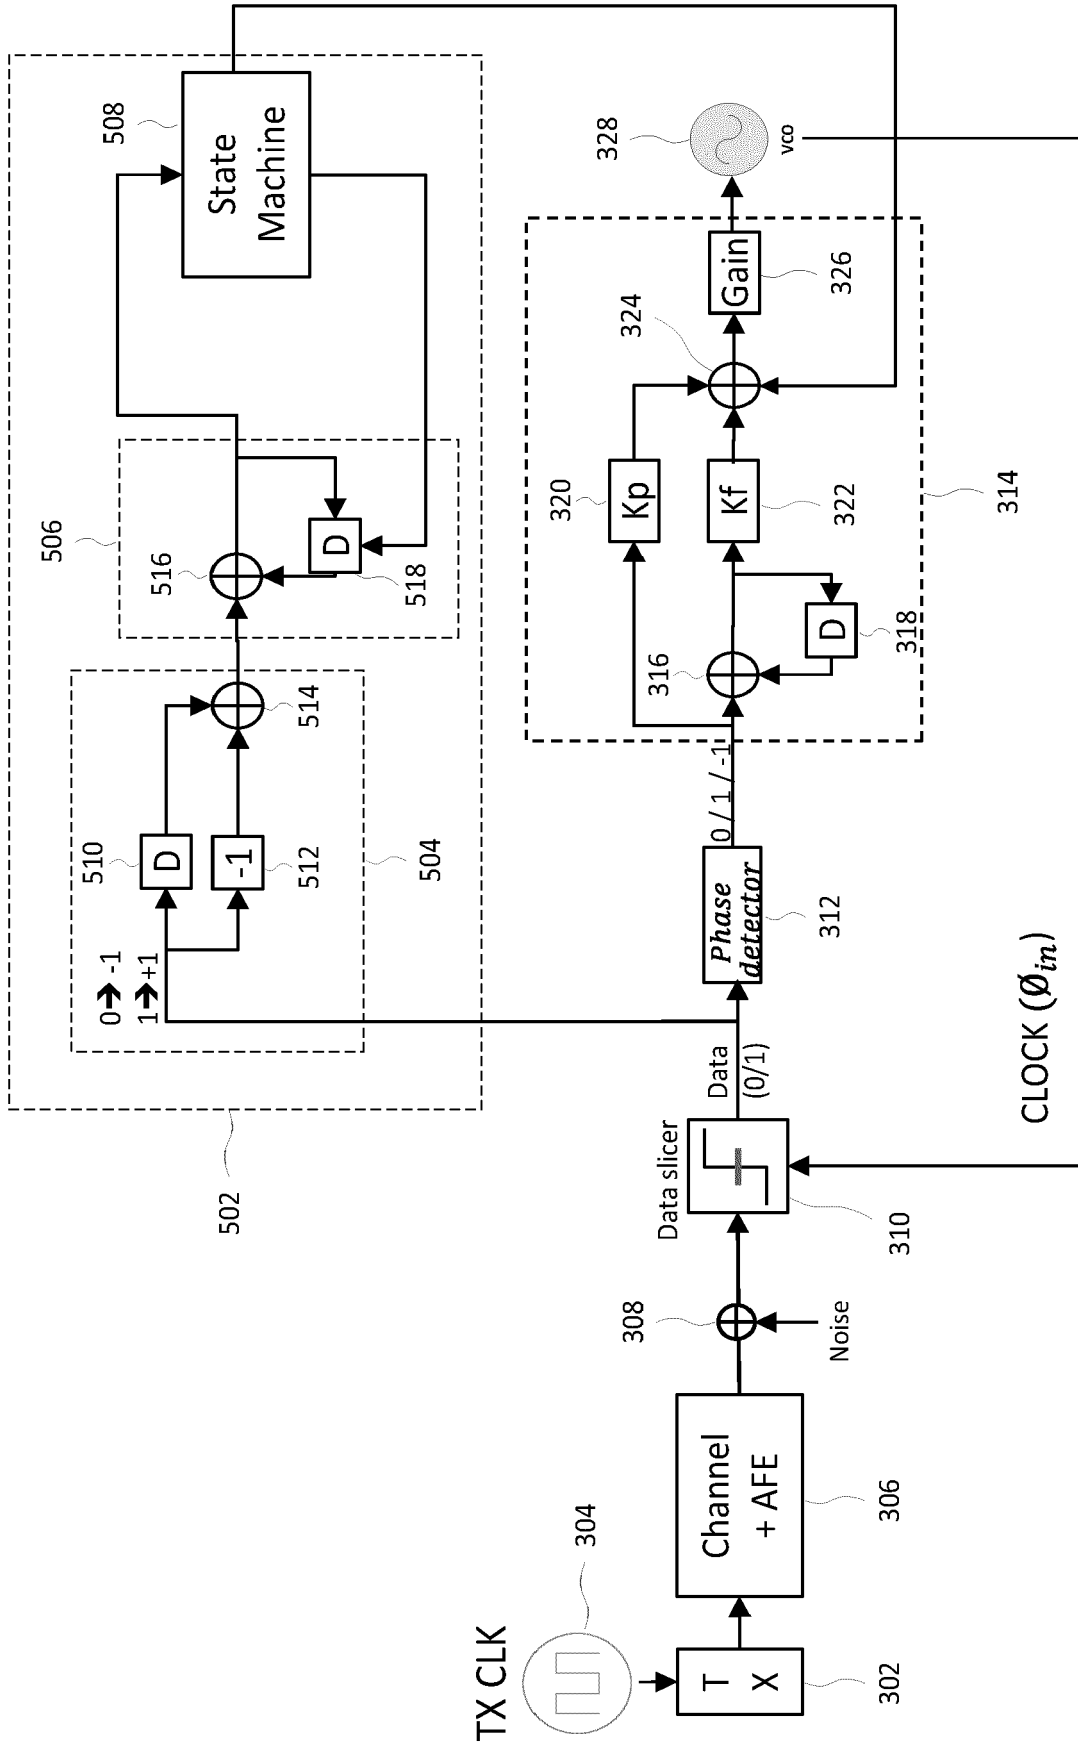 TX CLK
304
T X
302
Channel + AFE
306
308
Noise
Data slicer
310
Data (0/1)
Phase detector
312
0 / 1 / -1
316
D
318
320
Kp
Kf
322
324
Gain
326
314
328
vco
CLOCK (Ø_in)
502
0➔ -1
1➔+1
510
D
-1
512
514
504
506
516
D
518
508
State Machine